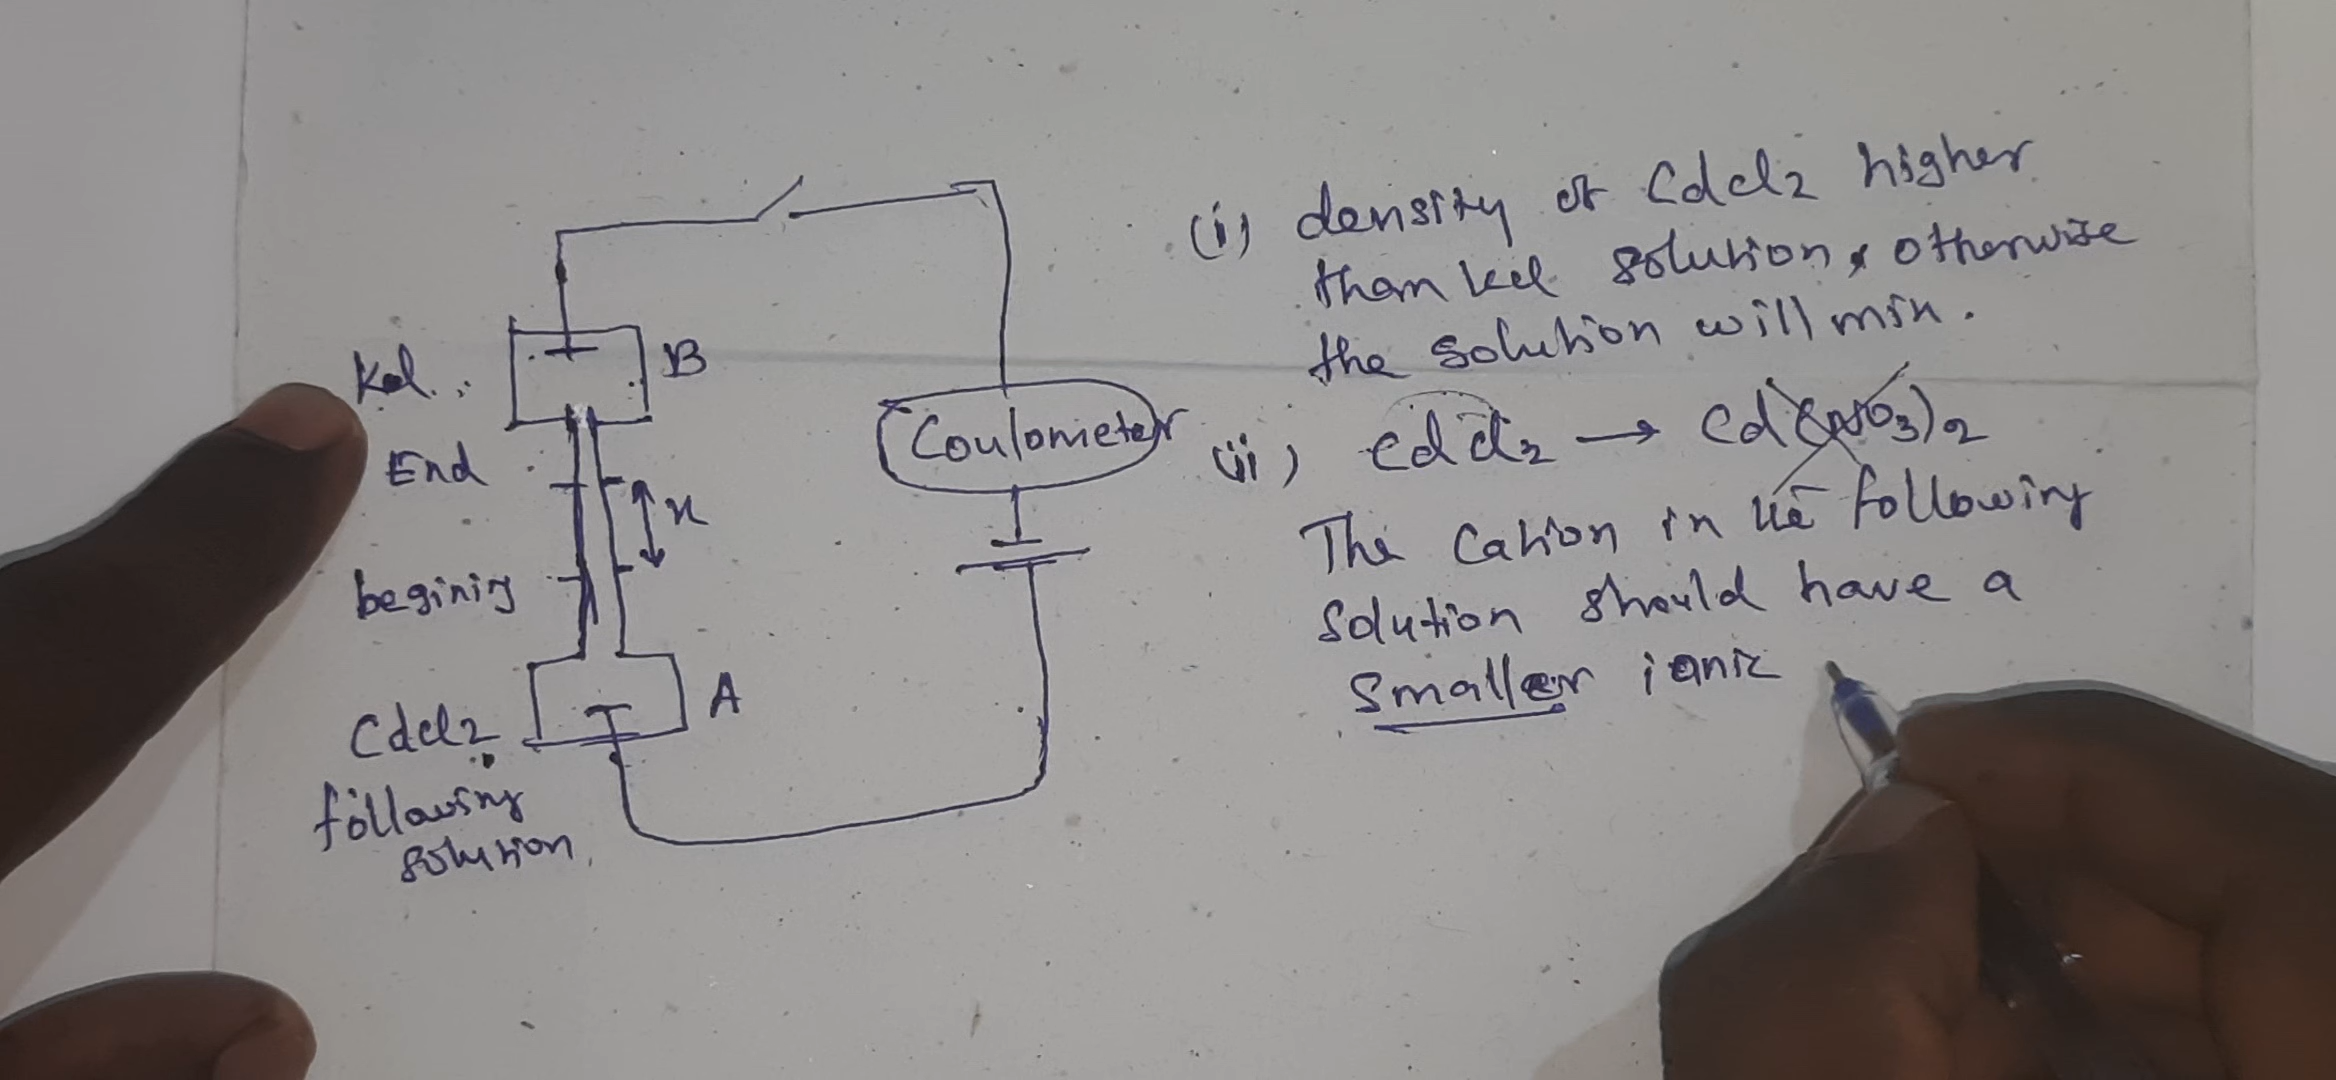 Kcl
B
End
x
begining
Cdcl2
A
following
solution.
Coulometer
(i) density of Cdcl2 higher
than kcl solution, otherwise
the solution will mix.
(ii) cdcl2 → Cd(NO3)2
The Cation in the following
Solution should have a
Smaller ionic